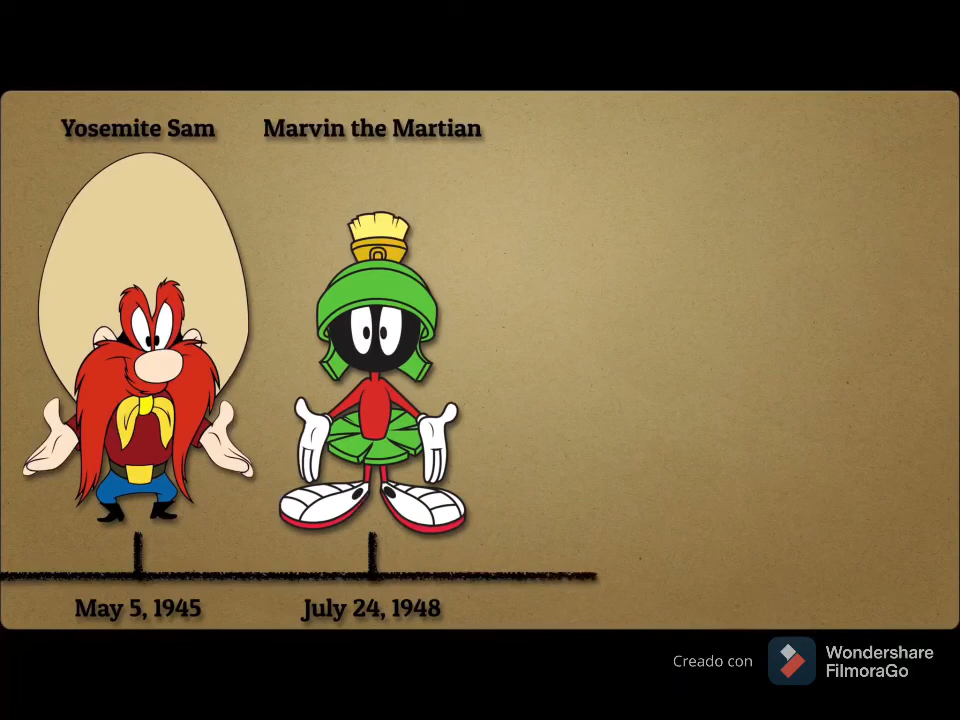 Yosemite Sam
Marvin the Martian
May 5, 1945
July 24, 1948
Creado con
Wondershare
FilmoraGo